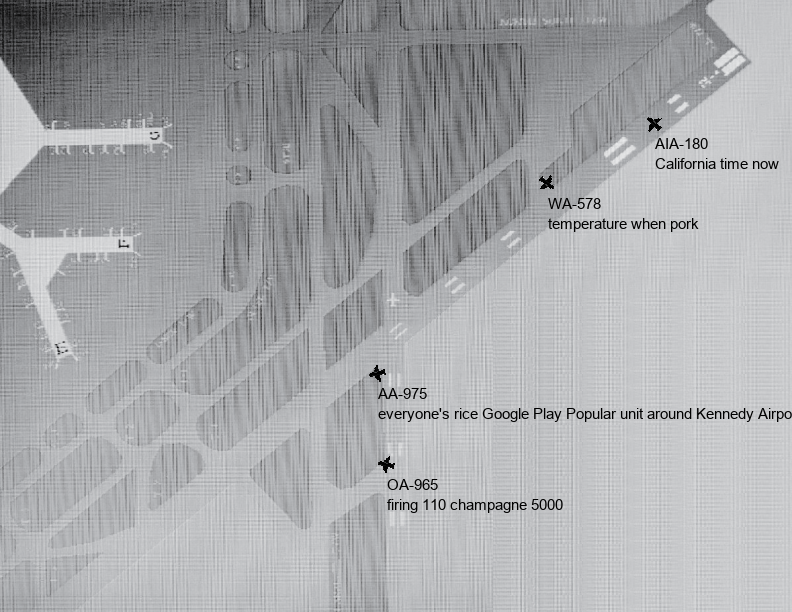 G
F
AIA-180
California time now
WA-578
temperature when pork
AA-975
everyone's rice Google Play Popular unit around Kennedy Airpo
OA-965
firing 110 champagne 5000